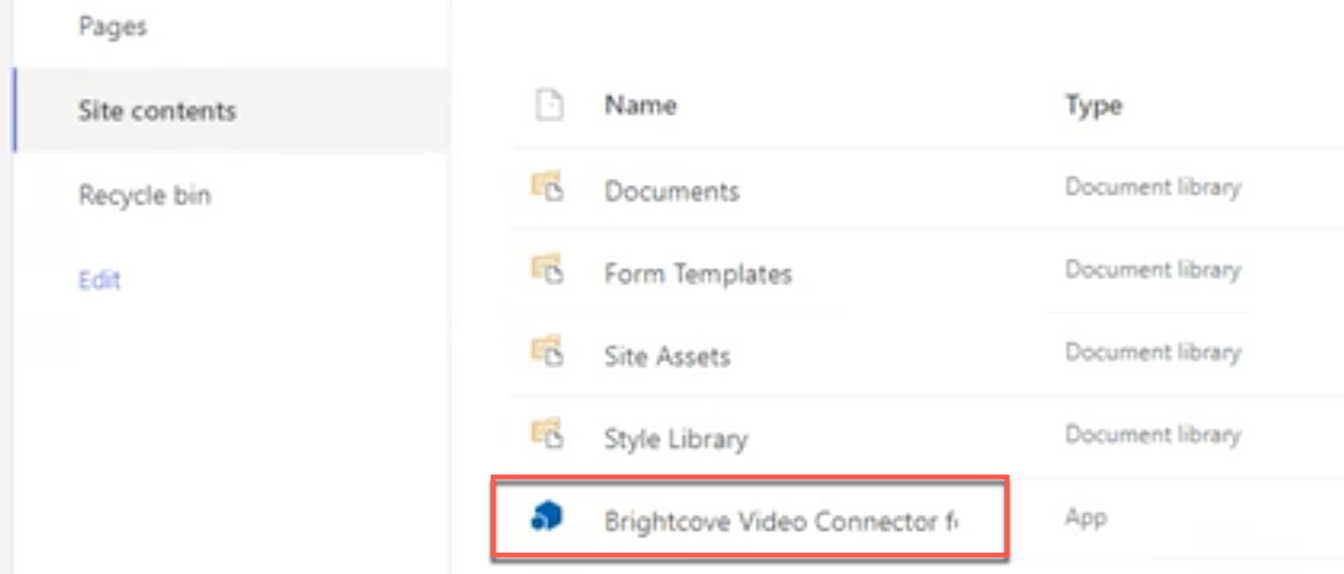 Pages
Site contents
Recycle bin
Edit
Name Type
Documents Document library
Form Templates Document library
Site Assets Document library
Style Library Document library
Brightcove Video Connector f App